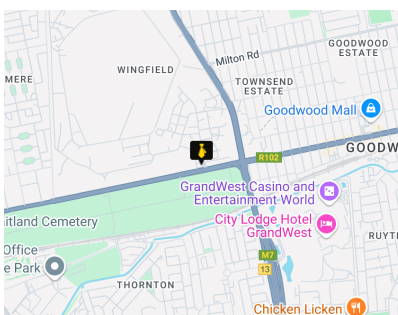 GOODWOOD
ESTATE
Milton Rd
WINGFIELD
MERE
TOWNSEND
ESTATE
Goodwood Mall
GOODW
R102
GrandWest Casino and
Entertainment World
City Lodge Hotel
GrandWest
itland Cemetery
Office
e Park
RUYT
M7
13
THORNTON
Chicken Licken